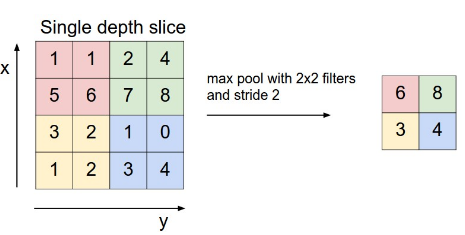 Single depth slice
x
1 1 2 4
5 6 7 8
3 2 1 0
1 2 3 4
y
max pool with 2x2 filters
and stride 2
6 8
3 4